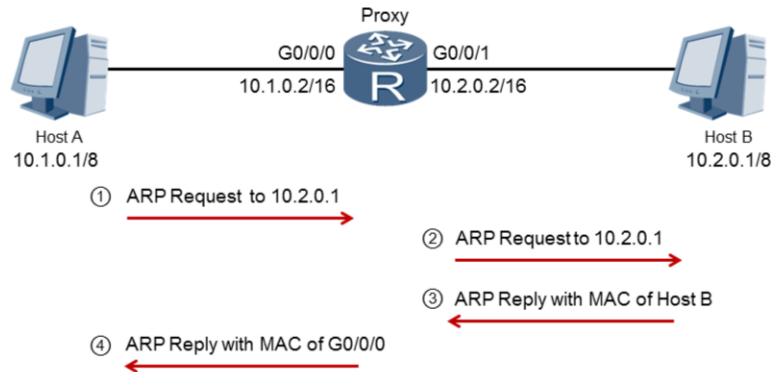 Proxy
G0/0/0
G0/0/1
10.1.0.2/16
R
10.2.0.2/16
Host A
10.1.0.1/8
Host B
10.2.0.1/8
① ARP Request to 10.2.0.1
② ARP Request to 10.2.0.1
③ ARP Reply with MAC of Host B
④ ARP Reply with MAC of G0/0/0